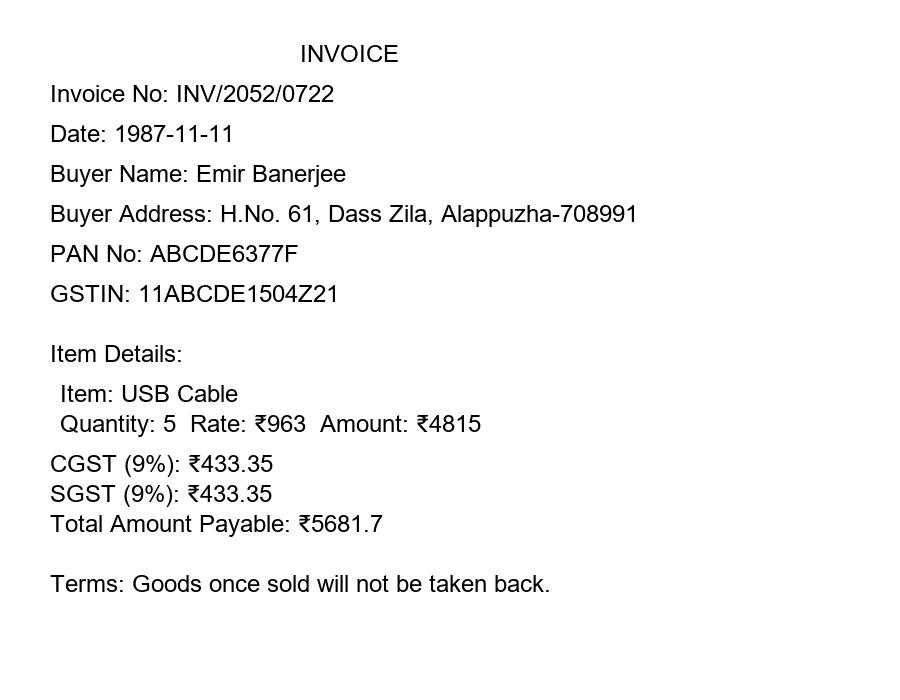 INVOICE
Invoice No: INV/2052/0722
Date: 1987-11-11
Buyer Name: Emir Banerjee
Buyer Address: H.No. 61, Dass Zila, Alappuzha-708991
PAN No: ABCDE6377F
GSTIN: 11ABCDE1504Z21
Item Details:
Item: USB Cable
Quantity: 5 Rate: ₹963 Amount: ₹4815
CGST (9%): ₹433.35
SGST (9%): ₹433.35
Total Amount Payable: ₹5681.7
Terms: Goods once sold will not be taken back.